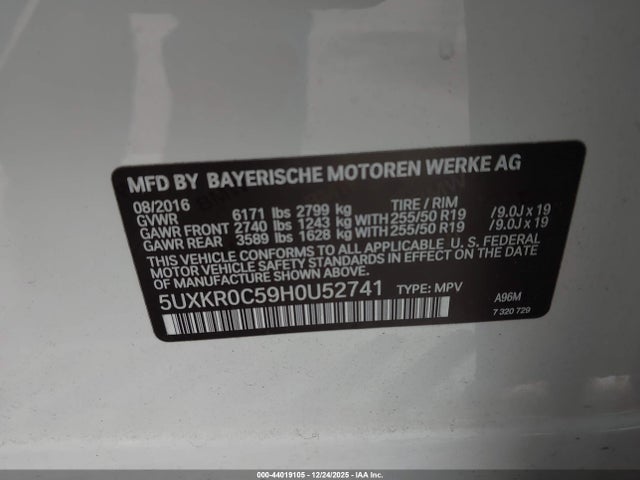 MFD BY BAYERISCHE MOTOREN WERKE AG
08/2016 TIRE / RIM
GVWR 6171 lbs 2799 kg
GAWR FRONT 2740 lbs 1243 kg WITH 255/50 R19 /9.0J x 19
GAWR REAR 3589 lbs 1628 kg WITH 255/50 R19 /9.0J x 19
THIS VEHICLE CONFORMS TO ALL APPLICABLE U.S. FEDERAL
MOTOR VEHICLE SAFETY STANDARDS IN EFFECT ON THE
DATE OF MANUFACTURE SHOWN ABOVE.
5UXKR0C59H0U52741 TYPE: MPV
A96M
7 320 729
000-44019105 - 12/24/2025 - IAAI.com